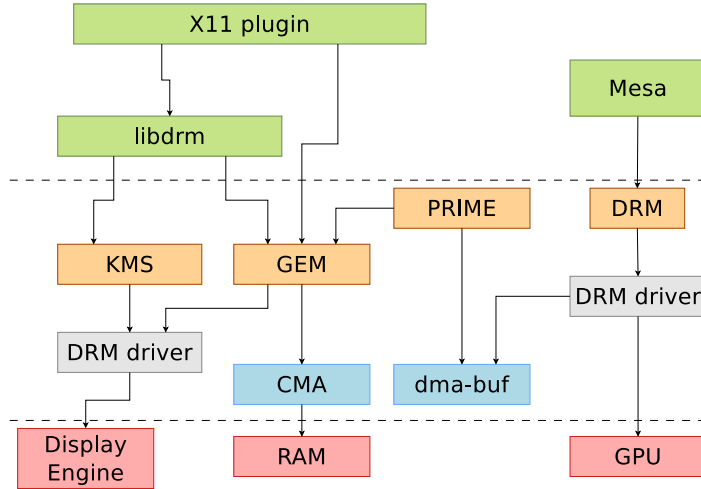 X11 plugin
Mesa
libdrm
PRIME
DRM
KMS
GEM
DRM driver
DRM driver
CMA
dma-buf
Display
Engine
RAM
GPU